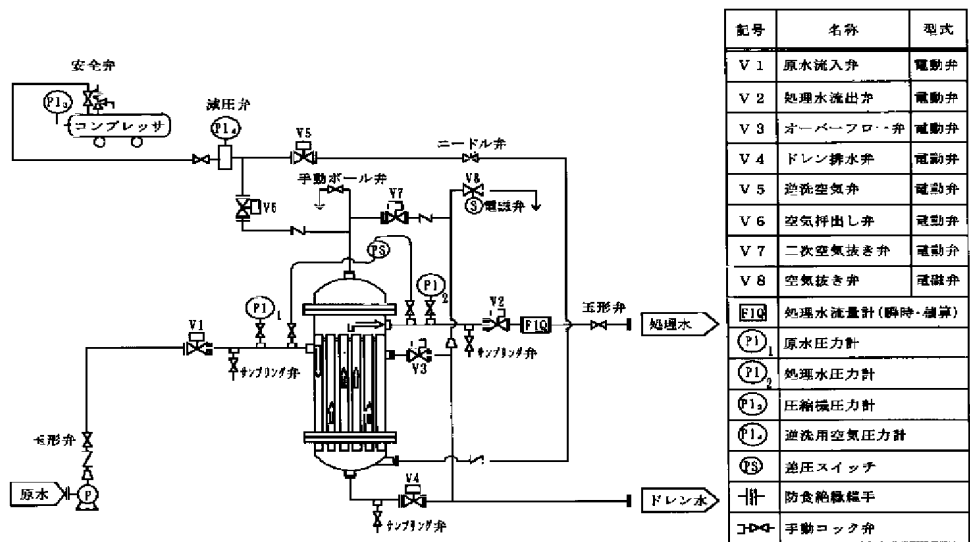 安全弁
PI₃
コンプレッサ
減圧弁
PI₄
V5
ニードル弁
手動ボール弁
V7
V8
S 電磁弁
V6
PS
PI₁
PI₂
V1
V2
FIQ
玉形弁
処理水
サンプリング弁
サンプリング弁
V3
玉形弁
原水
P
V4
サンプリング弁
ドレン水
記号 名称 型式
V1 原水流入弁 電動弁
V2 処理水流出弁 電動弁
V3 オーバーフロー弁 電動弁
V4 ドレン排水弁 電動弁
V5 逆洗空気弁 電動弁
V6 空気押出し弁 電動弁
V7 二次空気抜き弁 電動弁
V8 空気抜き弁 電磁弁
FIQ 処理水流量計(瞬時・積算)
PI₁ 原水圧力計
PI₂ 処理水圧力計
PI₃ 圧縮機圧力計
PI₄ 逆洗用空気圧力計
PS 差圧スイッチ
防食絶縁継手
手動コック弁